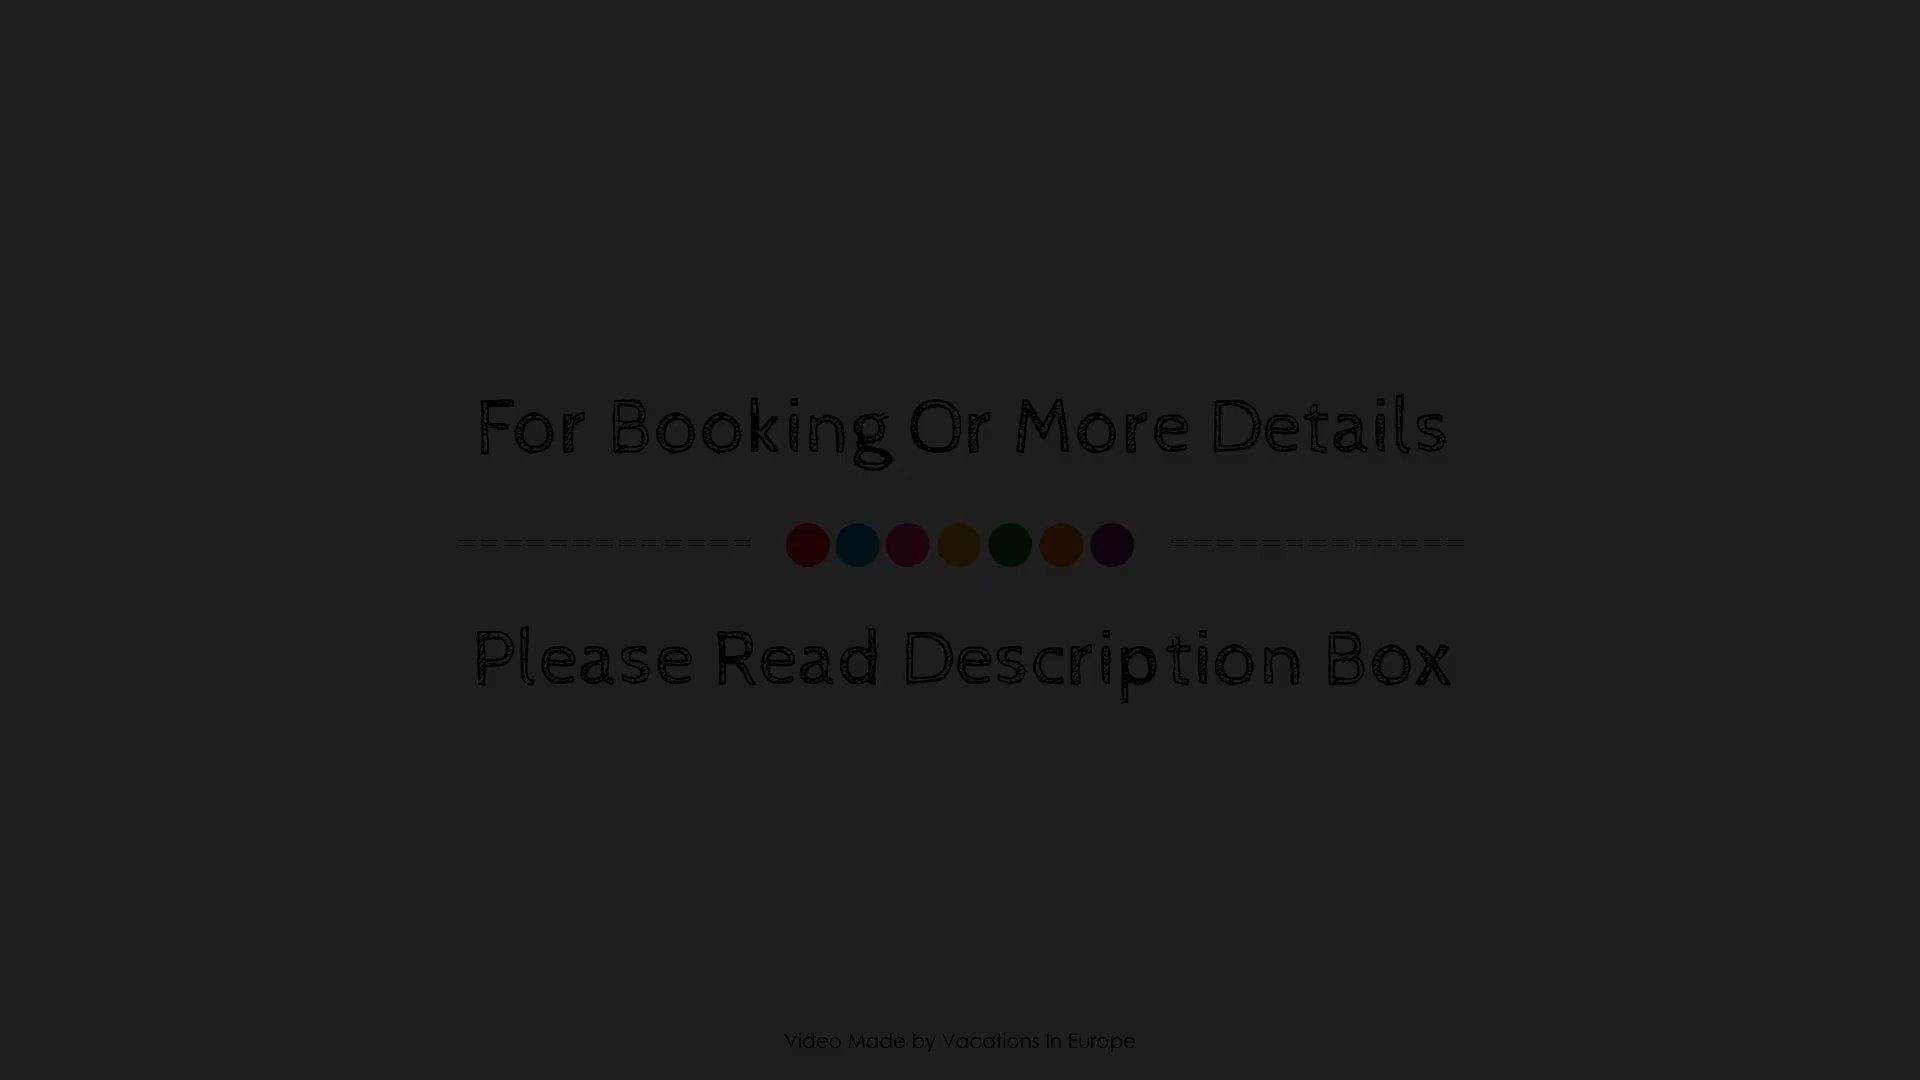 For Booking Or More Details
============= =============
Please Read Description Box
Video Made by Vacations In Europe